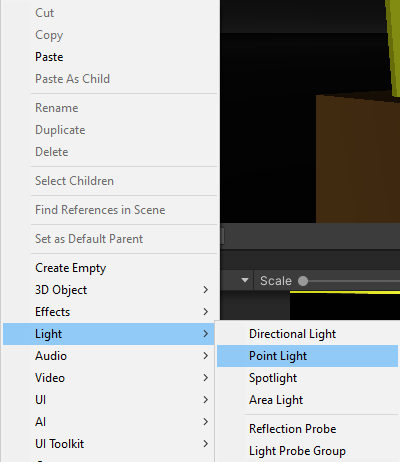 Cut
Copy
Paste
Paste As Child
Rename
Duplicate
Delete
Select Children
Find References in Scene
Set as Default Parent
Create Empty
3D Object
Effects
Light
Audio
Video
UI
AI
UI Toolkit
Scale
Directional Light
Point Light
Spotlight
Area Light
Reflection Probe
Light Probe Group